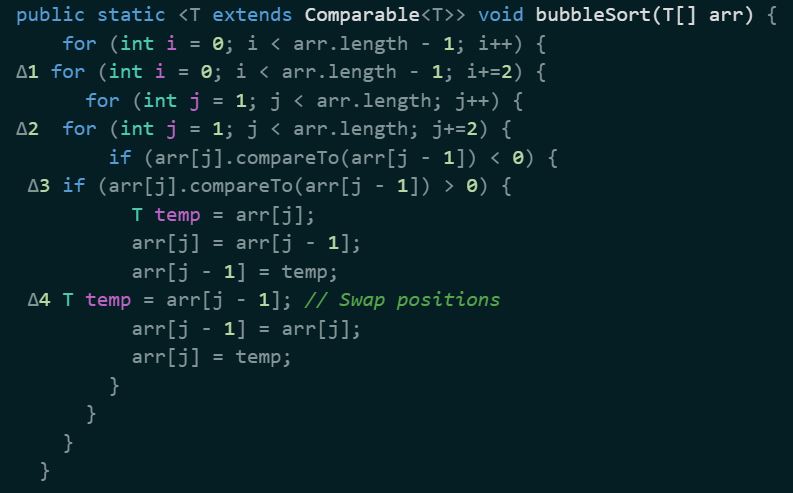 public static <T extends Comparable<T>> void bubbleSort(T[] arr) {
for (int i = 0; i < arr.length - 1; i++) {
Δ1 for (int i = 0; i < arr.length - 1; i+=2) {
for (int j = 1; j < arr.length; j++) {
Δ2 for (int j = 1; j < arr.length; j+=2) {
if (arr[j].compareTo(arr[j - 1]) < 0) {
Δ3 if (arr[j].compareTo(arr[j - 1]) > 0) {
T temp = arr[j];
arr[j] = arr[j - 1];
arr[j - 1] = temp;
Δ4 T temp = arr[j - 1]; // Swap positions
arr[j - 1] = arr[j];
arr[j] = temp;
}
}
}
}